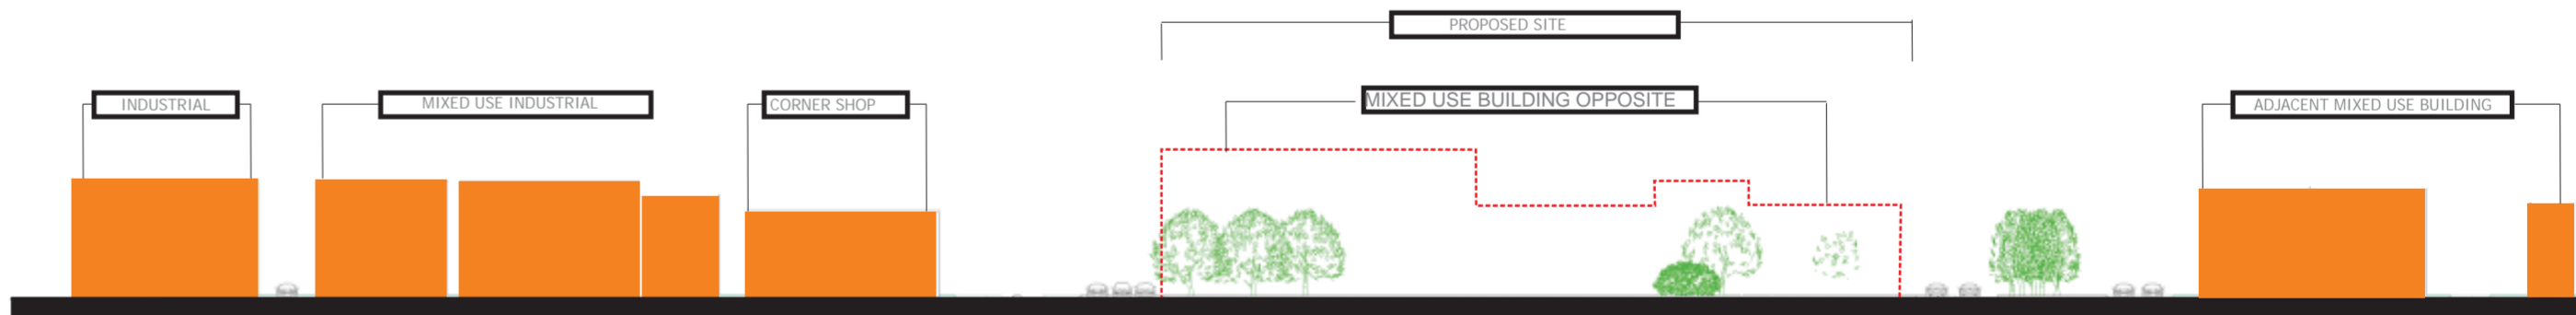 PROPOSED SITE
INDUSTRIAL
MIXED USE INDUSTRIAL
CORNER SHOP
MIXED USE BUILDING OPPOSITE
ADJACENT MIXED USE BUILDING